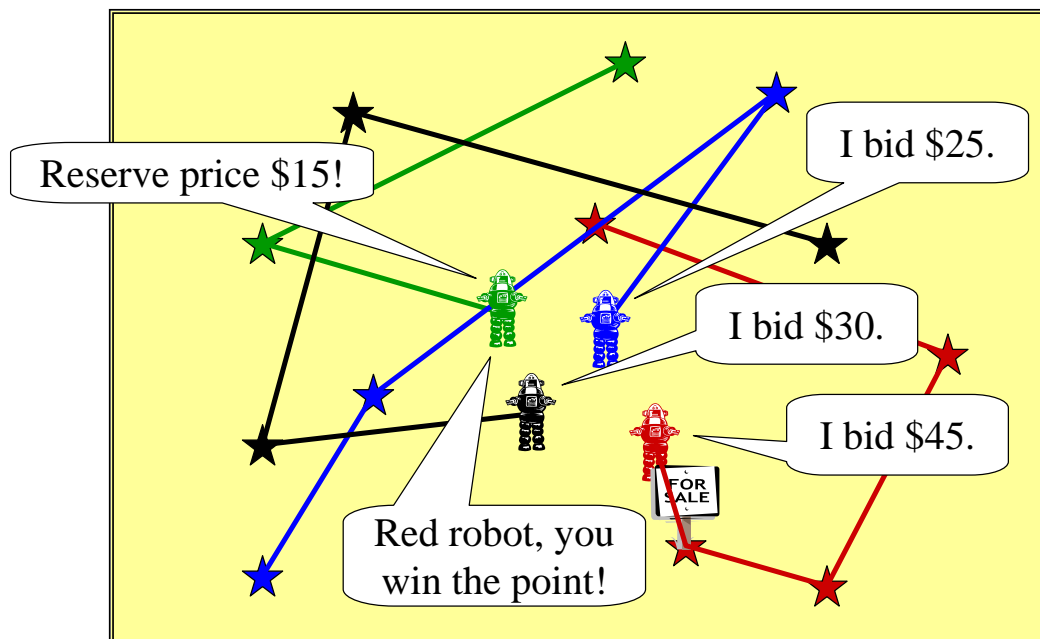 I bid $25.
Reserve price $15!
I bid $30.
I bid $45.
FOR
SALE
Red robot, you
win the point!